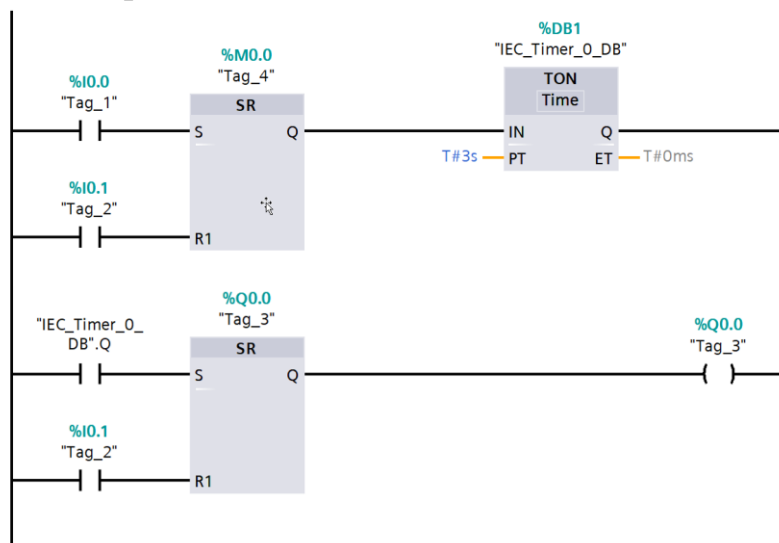 %DB1
"IEC_Timer_0_DB"
%M0.0
"Tag_4"
TON
Time
%I0.0
"Tag_1"
SR
S Q
IN Q
T#3s PT ET T#0ms
%I0.1
"Tag_2"
R1
%Q0.0
"Tag_3"
"IEC_Timer_0_
DB".Q
%Q0.0
"Tag_3"
SR
S Q
%I0.1
"Tag_2"
R1